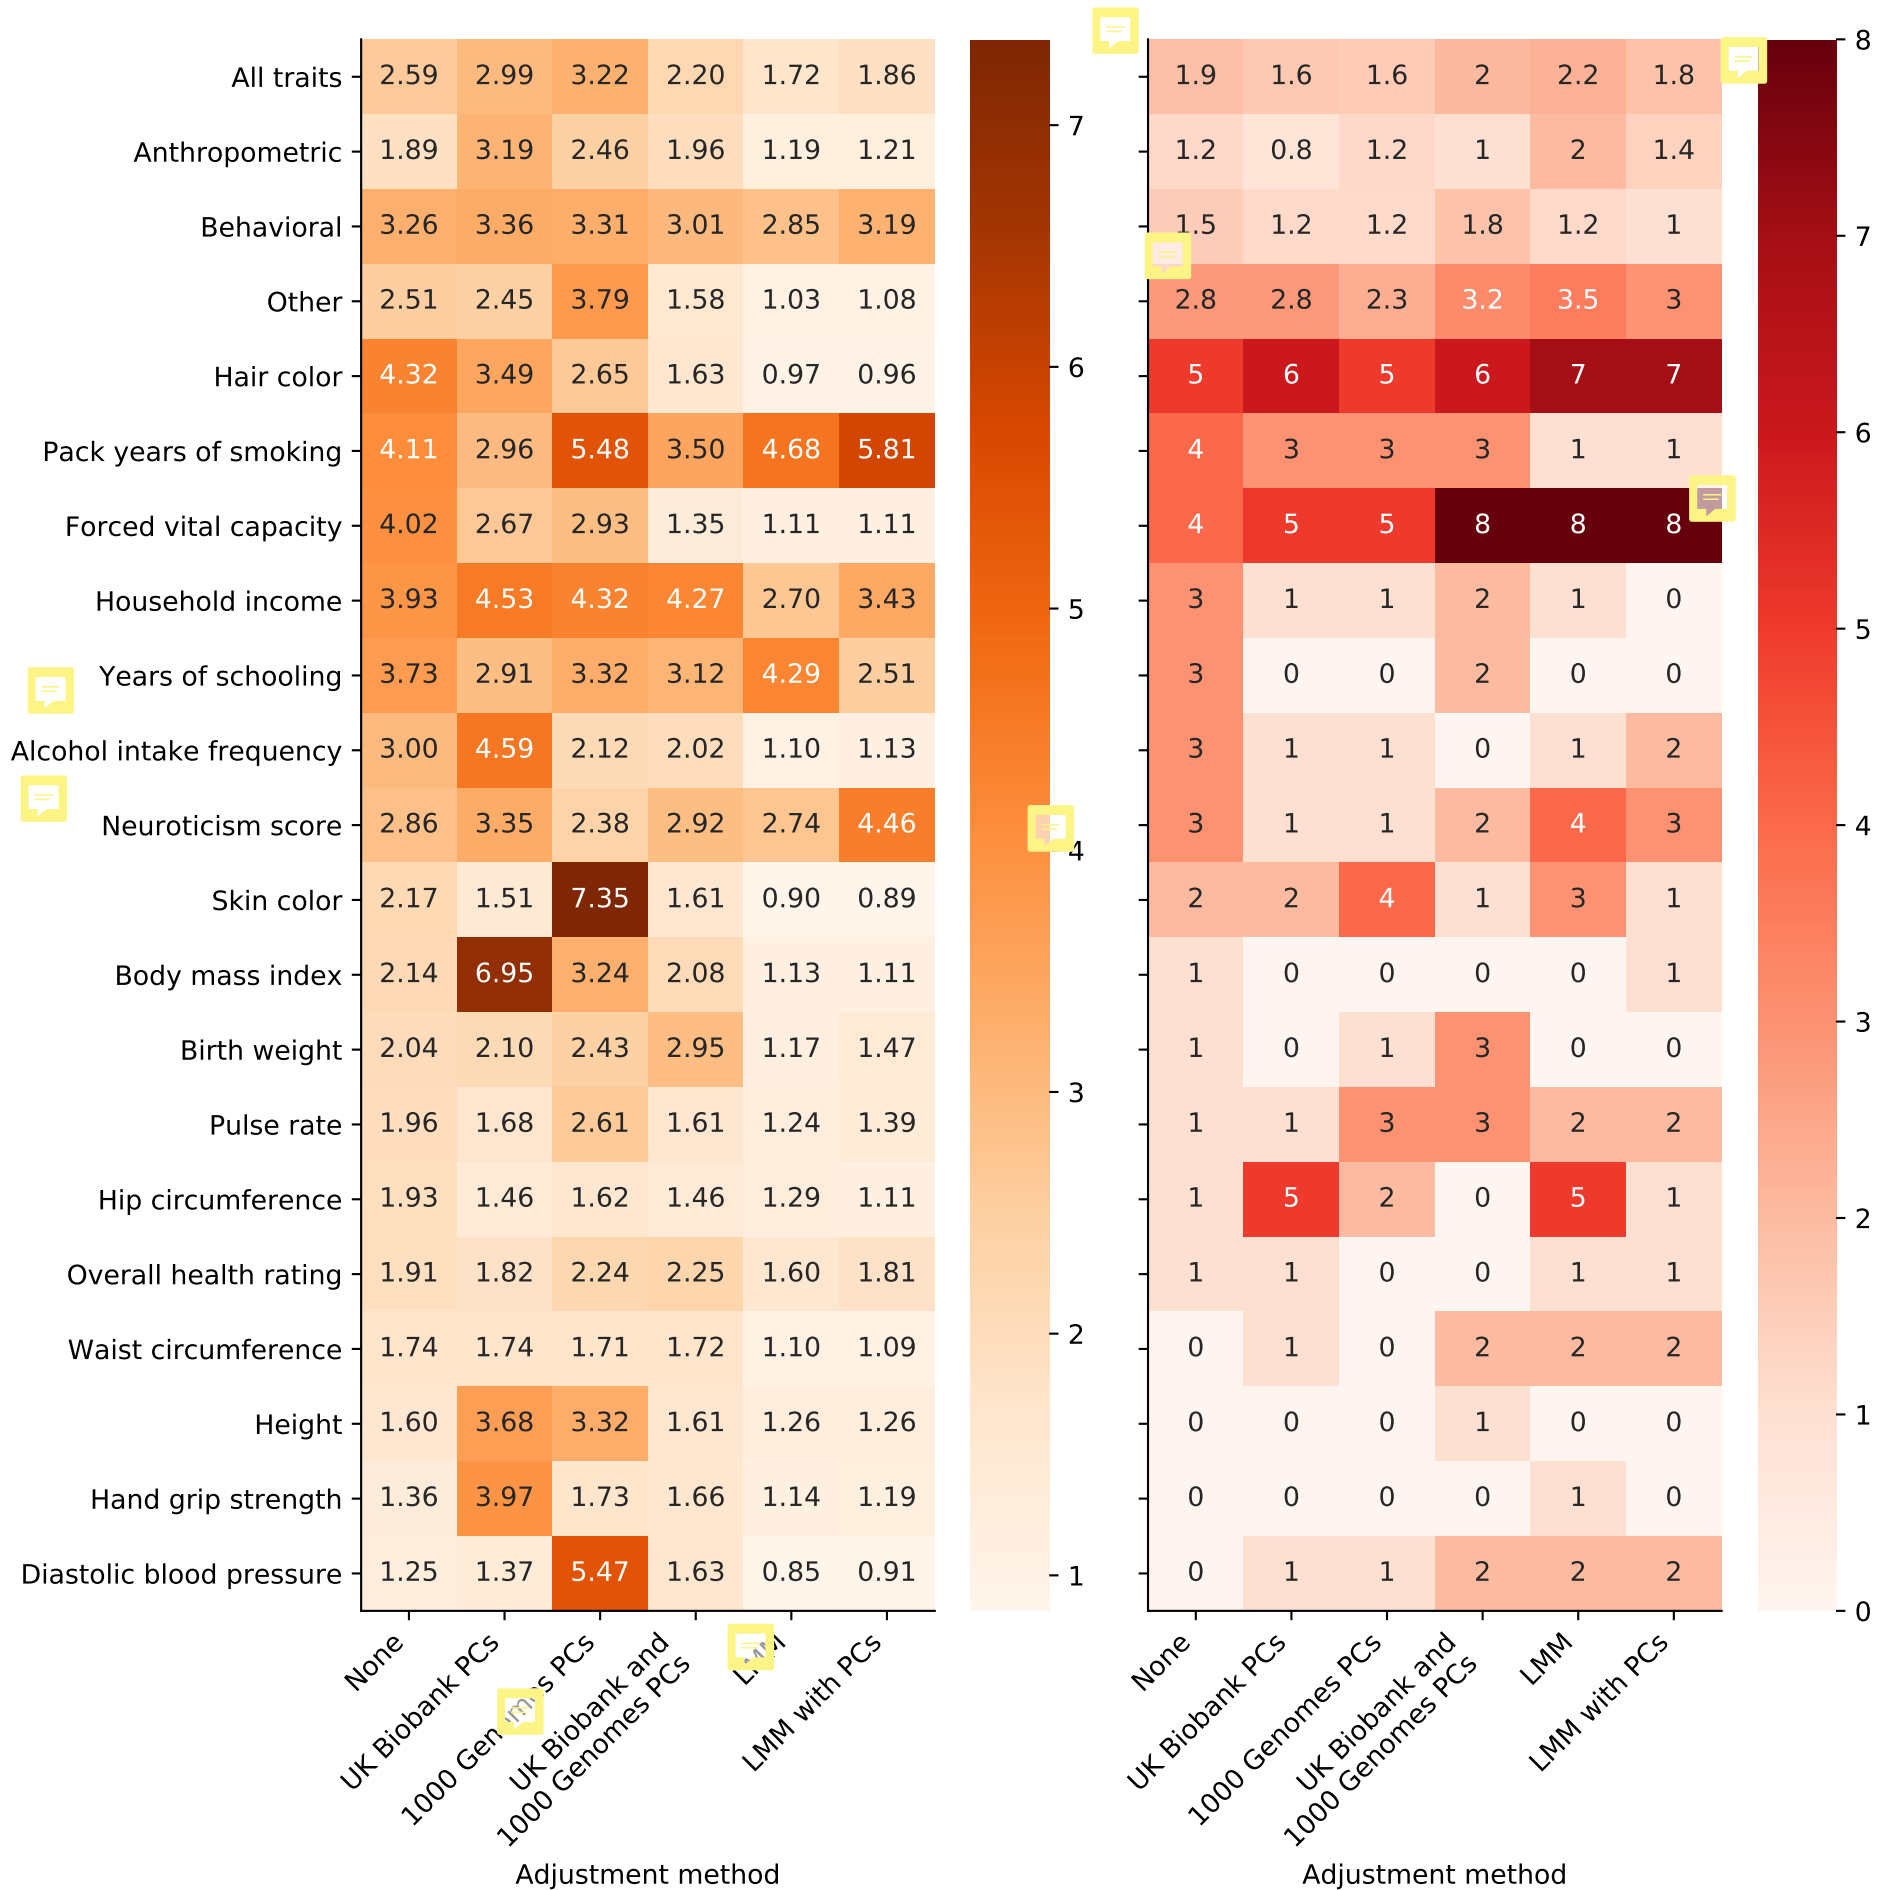 All traits 2.59 2.99 3.22 2.20 1.72 1.86 1.9 1.6 1.6 2 2.2 1.8
Anthropometric 1.89 3.19 2.46 1.96 1.19 1.21 1.2 0.8 1.2 1 2 1.4
Behavioral 3.26 3.36 3.31 3.01 2.85 3.19 1.5 1.2 1.2 1.8 1.2 1
Other 2.51 2.45 3.79 1.58 1.03 1.08 2.8 2.8 2.3 3.2 3.5 3
Hair color 4.32 3.49 2.65 1.63 0.97 0.96 5 6 5 6 7 7
Pack years of smoking 4.11 2.96 5.48 3.50 4.68 5.81 4 3 3 3 1 1
Forced vital capacity 4.02 2.67 2.93 1.35 1.11 1.11 4 5 5 8 8 8
Household income 3.93 4.53 4.32 4.27 2.70 3.43 3 1 1 2 1 0
Years of schooling 3.73 2.91 3.32 3.12 4.29 2.51 3 0 0 2 0 0
Alcohol intake frequency 3.00 4.59 2.12 2.02 1.10 1.13 3 1 1 0 1 2
Neuroticism score 2.86 3.35 2.38 2.92 2.74 4.46 3 1 1 2 4 3
Skin color 2.17 1.51 7.35 1.61 0.90 0.89 2 2 4 1 3 1
Body mass index 2.14 6.95 3.24 2.08 1.13 1.11 1 0 0 0 0 1
Birth weight 2.04 2.10 2.43 2.95 1.17 1.47 1 0 1 3 0 0
Pulse rate 1.96 1.68 2.61 1.61 1.24 1.39 1 1 3 3 2 2
Hip circumference 1.93 1.46 1.62 1.46 1.29 1.11 1 5 2 0 5 1
Overall health rating 1.91 1.82 2.24 2.25 1.60 1.81 1 1 0 0 1 1
Waist circumference 1.74 1.74 1.71 1.72 1.10 1.09 0 1 0 2 2 2
Height 1.60 3.68 3.32 1.61 1.26 1.26 0 0 0 1 0 0
Hand grip strength 1.36 3.97 1.73 1.66 1.14 1.19 0 0 0 0 1 0
Diastolic blood pressure 1.25 1.37 5.47 1.63 0.85 0.91 0 1 1 2 2 2
7
6
5
4
3
2
1
8
7
6
5
4
3
2
1
0
None
UK Biobank PCs
1000 Genomes PCs
UK Biobank and
1000 Genomes PCs
LMM
LMM with PCs
Adjustment method
None
UK Biobank PCs
1000 Genomes PCs
UK Biobank and
1000 Genomes PCs
LMM
LMM with PCs
Adjustment method